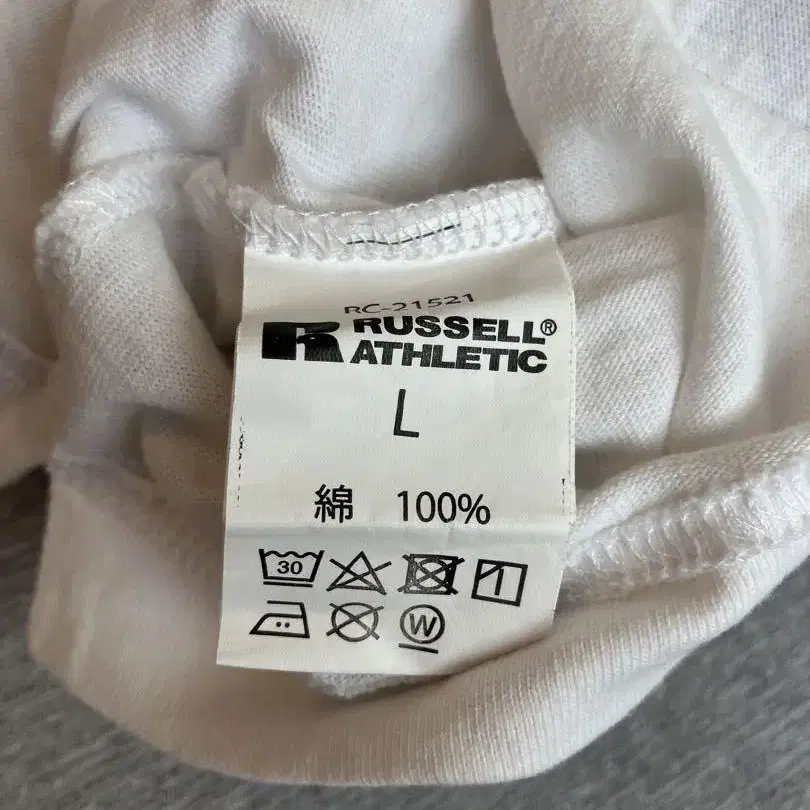 RC-21521
RUSSELL®
ATHLETIC
L
綿 100%
30
W